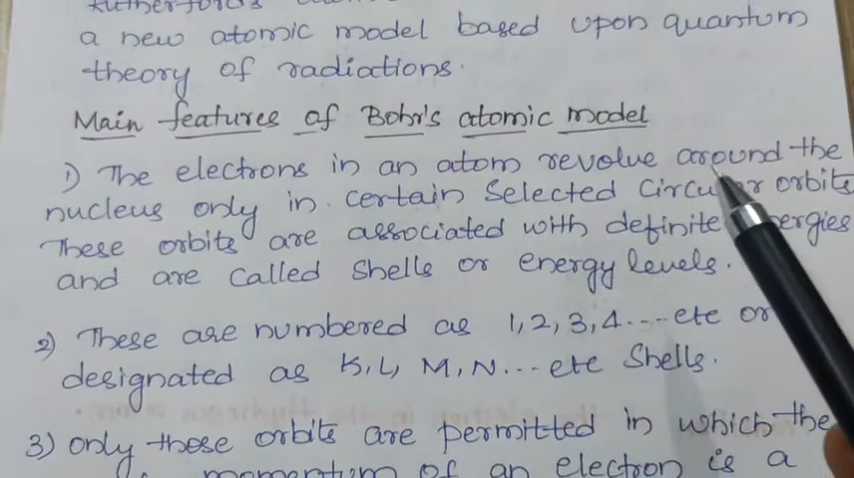 a new atomic model based upon quantum
theory of radiations.
Main features of Bohr's atomic model
1) The electrons in an atom revolve around the
nucleus only in certain selected circular orbits
These orbits are associated with definite energies
and are called shells or energy levels.
2) These are numbered as 1,2,3,4....etc or
designated as K,L,M,N...etc shells.
3) only those orbits are permitted in which the
momentum of an electron is a